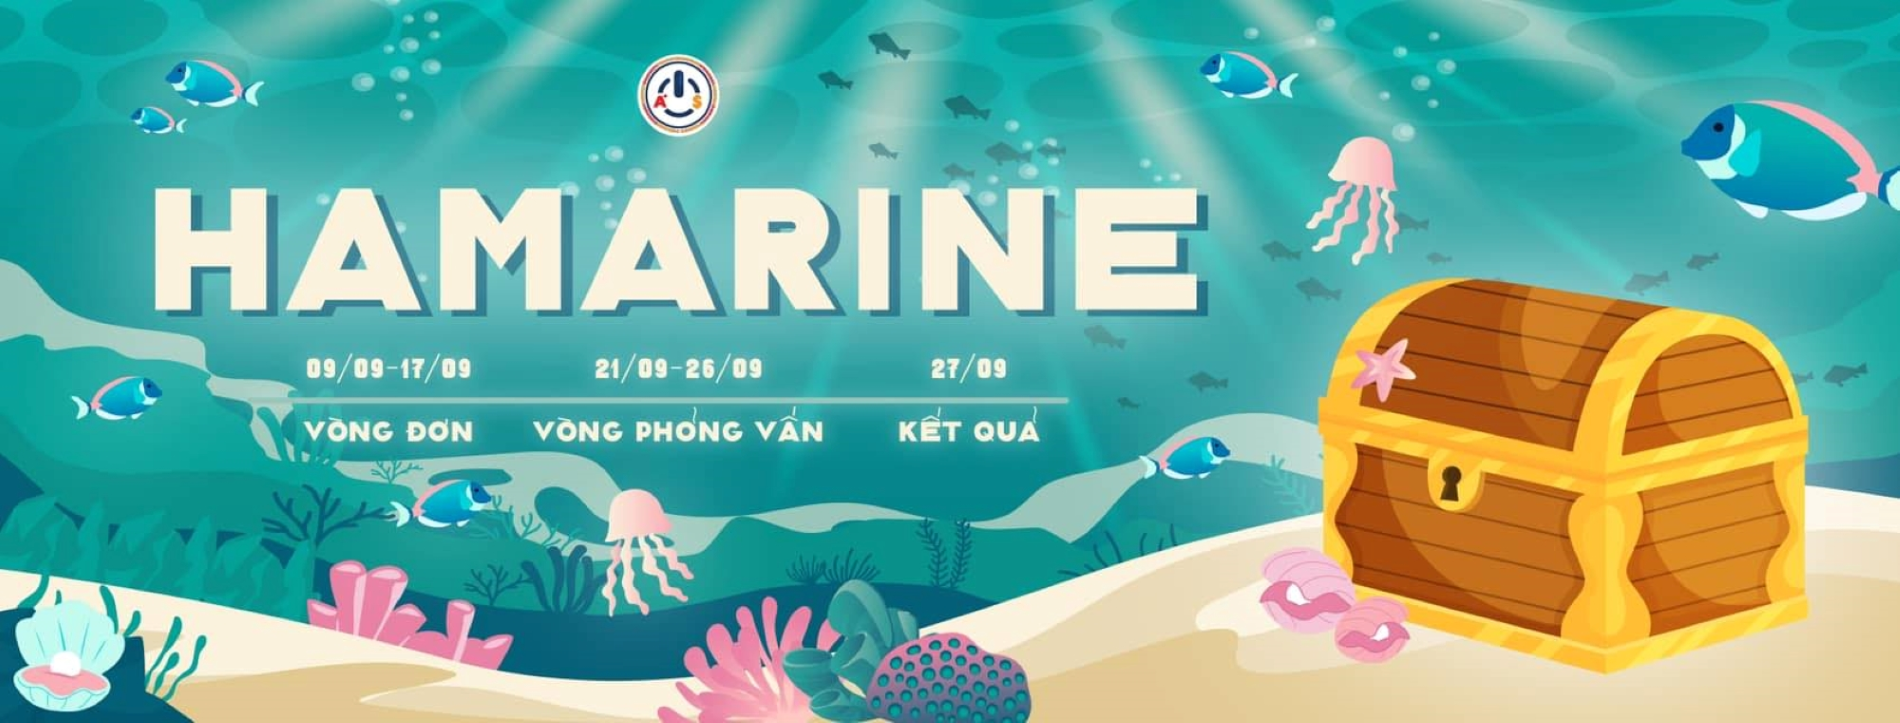 HAMARINE
09/09-17/09 21/09-26/09 27/09
VÒNG ĐƠN VÒNG PHỎNG VẤN KẾT QUẢ